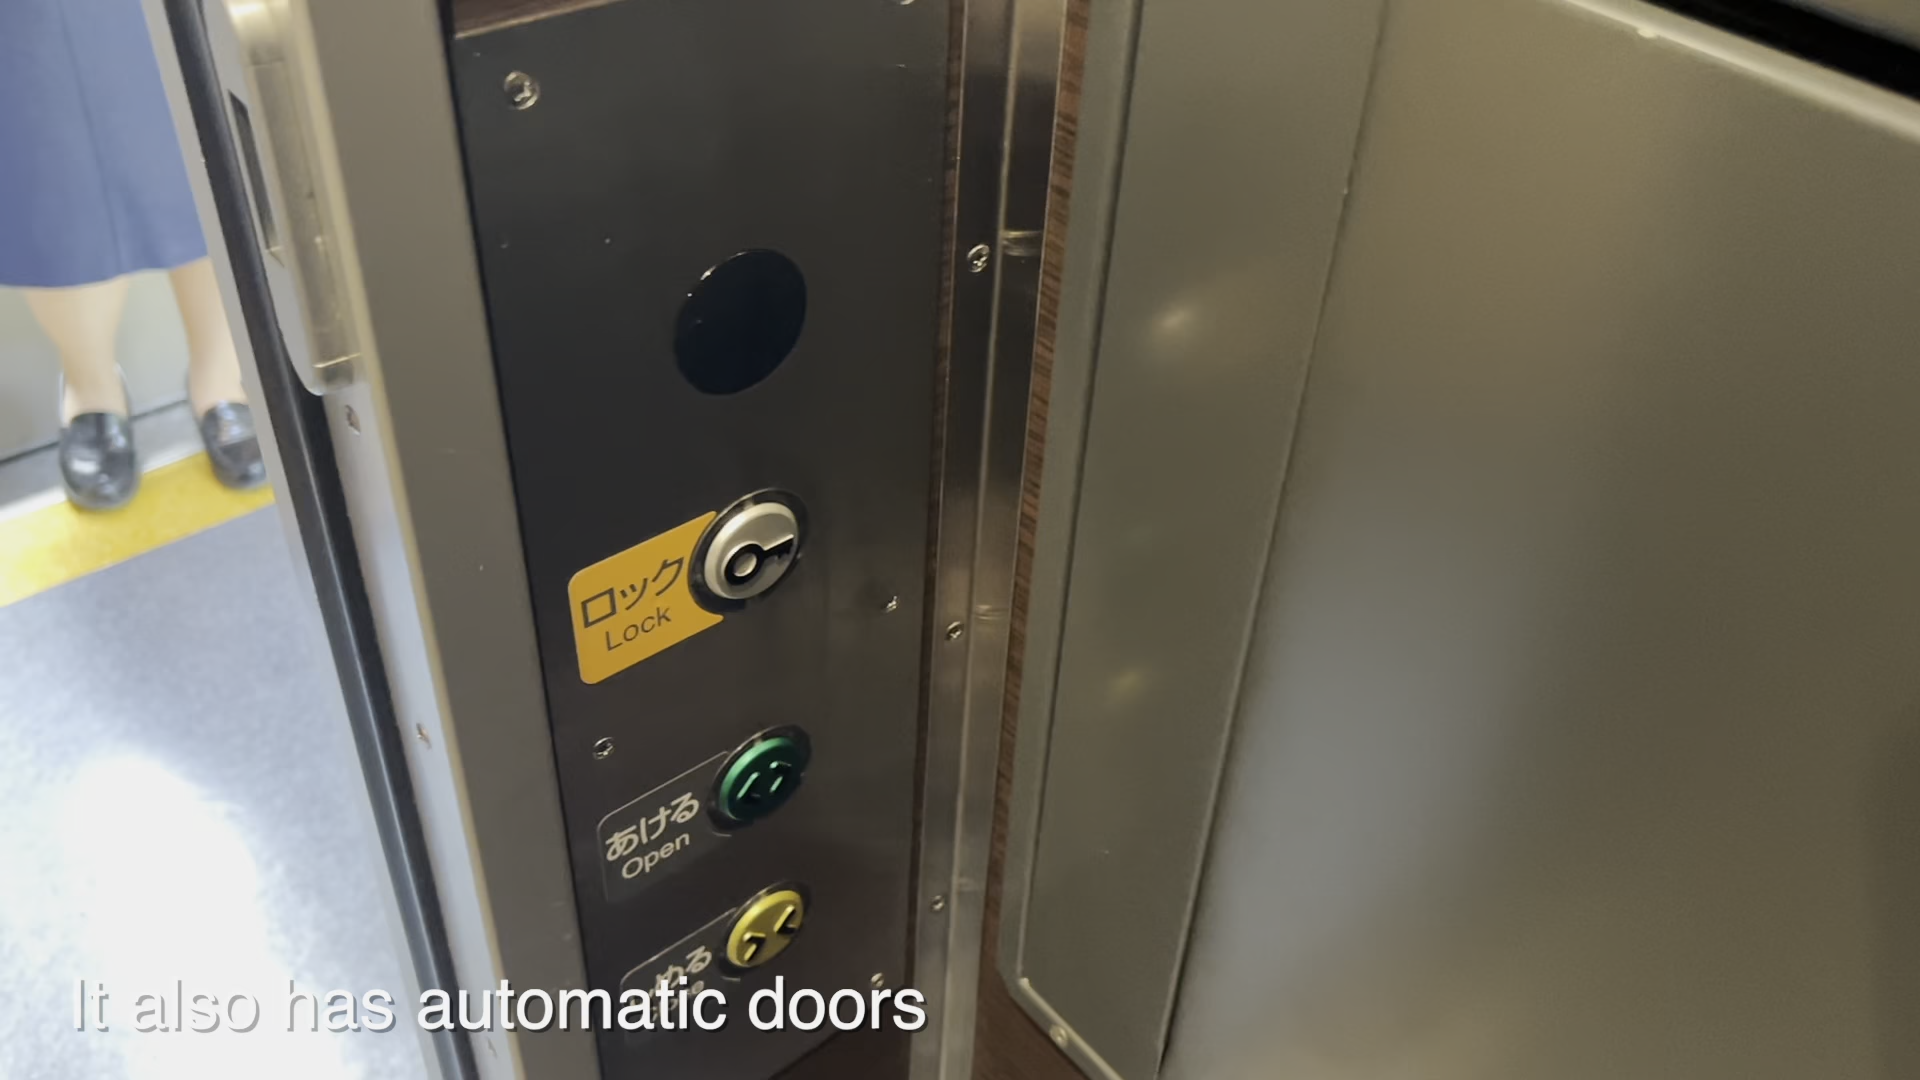 ロック
Lock
あける
Open
It also has automatic doors